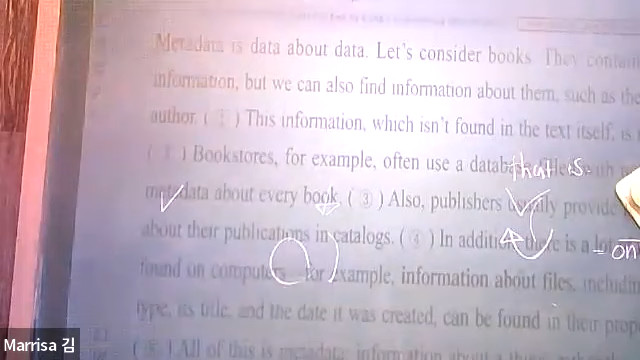 Metadata is data about data. Let's consider books. They contain
information, but we can also find information about them, such as the
author. ( ① ) This information, which isn't found in the text itself, is
( ② ) Bookstores, for example, often use a
that is
metadata about every book. ( ③ ) Also, publishers usually provide
about their publications in catalogs. ( ④ ) In addition, there is a lot
- on
found on computers for example, information about files, including
type, its title, and the date it was created, can be found in their
( ⑤ ) All of this is metadata, information about
Marrisa 김